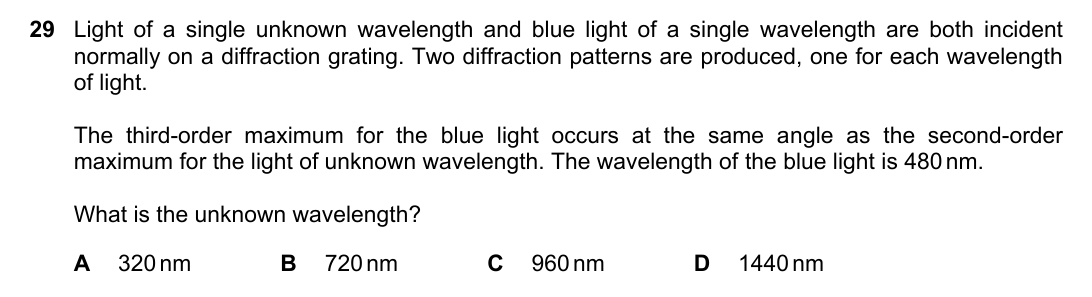 29 Light of a single unknown wavelength and blue light of a single wavelength are both incident
normally on a diffraction grating. Two diffraction patterns are produced, one for each wavelength
of light.
The third-order maximum for the blue light occurs at the same angle as the second-order
maximum for the light of unknown wavelength. The wavelength of the blue light is 480 nm.
What is the unknown wavelength?
A 320 nm B 720 nm C 960 nm D 1440 nm